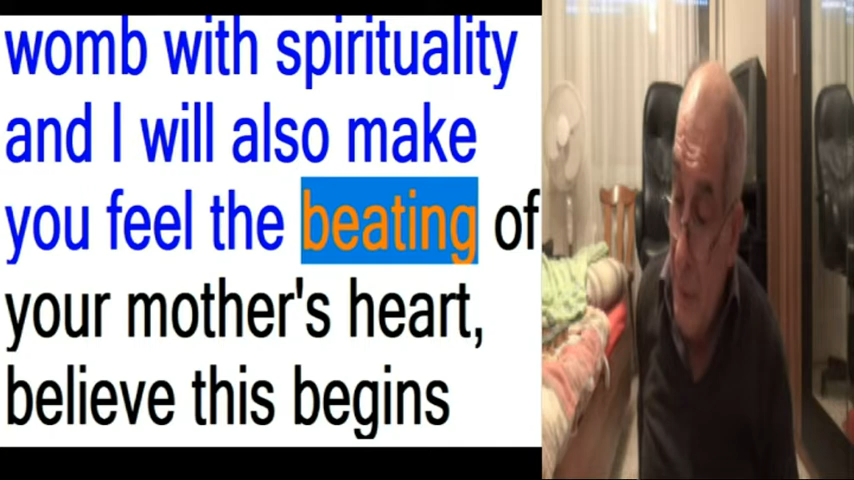 womb with spirituality
and I will also make
you feel the beating of
your mother's heart,
believe this begins